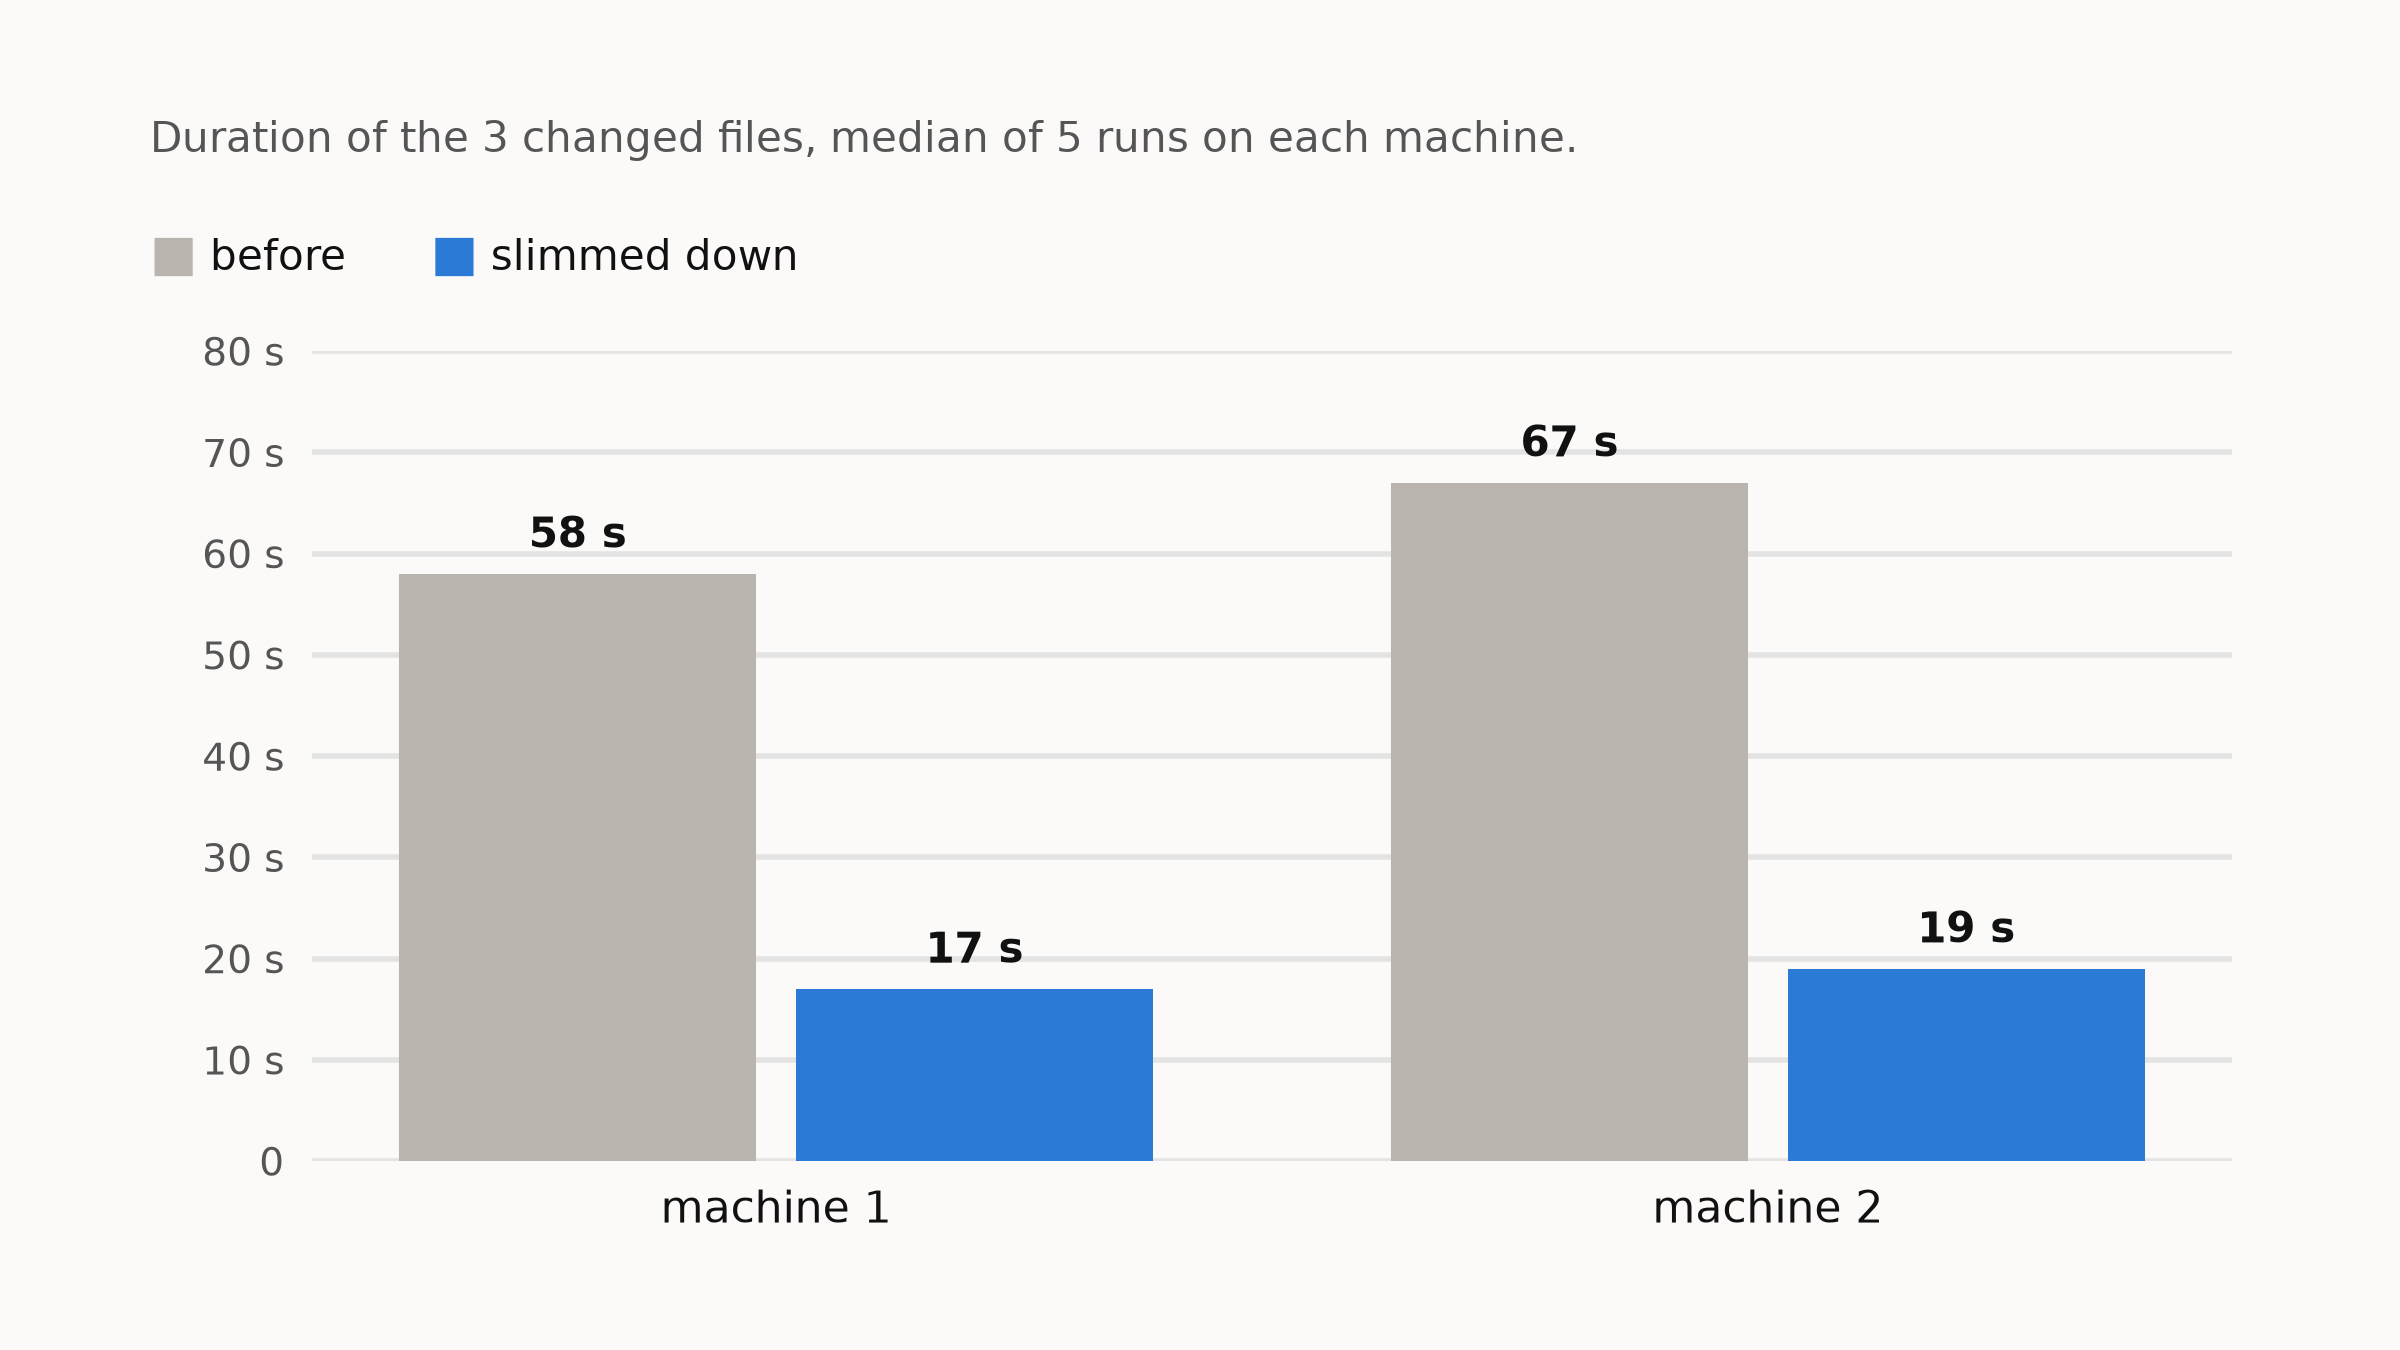 Duration of the 3 changed files, median of 5 runs on each machine.
before slimmed down
80 s
70 s
67 s
58 s
60 s
50 s
40 s
30 s
19 s
17 s
20 s
10 s
0
machine 1 machine 2